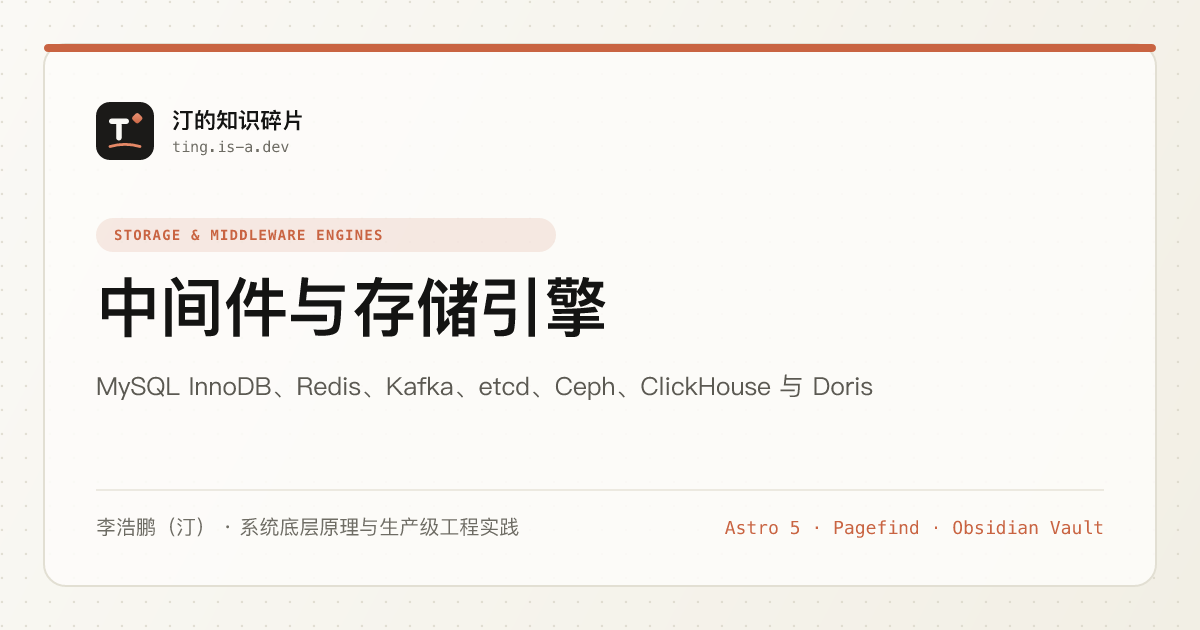 汀的知识碎片
ting.is-a.dev
STORAGE & MIDDLEWARE ENGINES
中间件与存储引擎
MySQL InnoDB、Redis、Kafka、etcd、Ceph、ClickHouse 与 Doris
李浩鹏（汀） · 系统底层原理与生产级工程实践
Astro 5 · Pagefind · Obsidian Vault